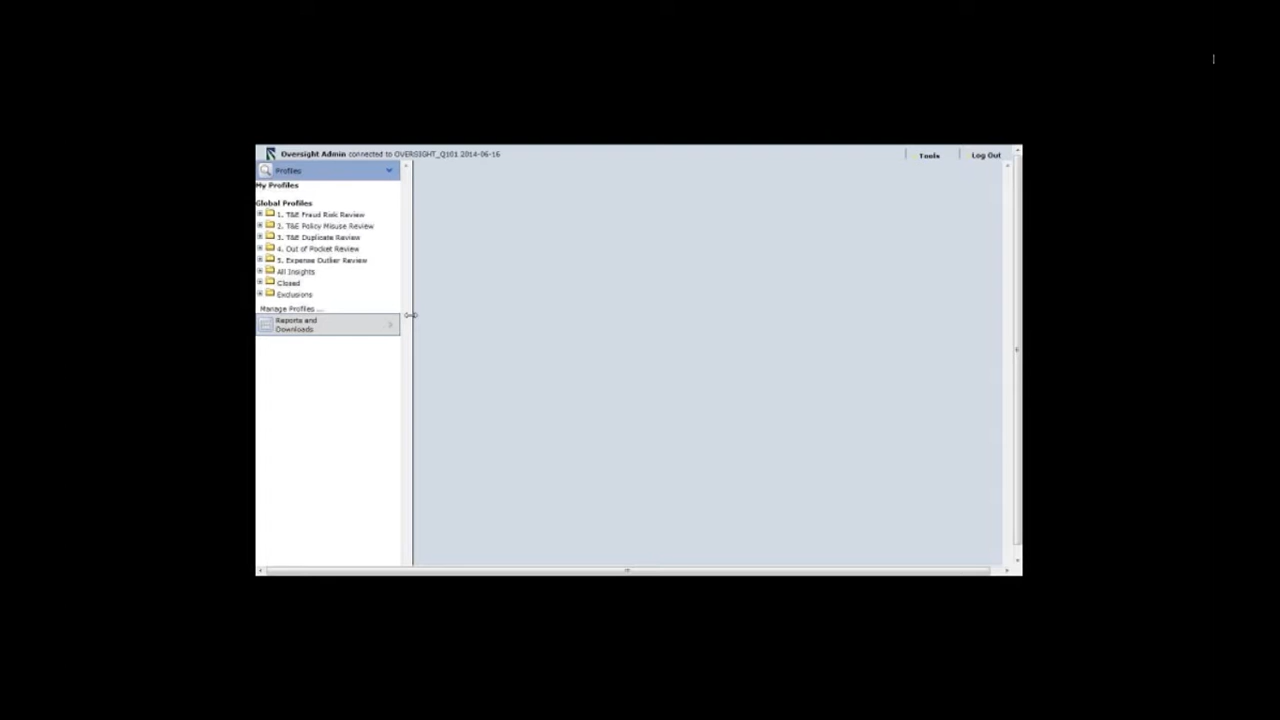 Oversight Admin connected to OVERSIGHT_Q101 2014-06-16
Tools
Log Out
Profiles
My Profiles
Global Profiles
1. T&E Fraud Risk Review
2. T&E Policy Misuse Review
3. T&E Duplicate Review
4. Out of Pocket Review
5. Expense Outlier Review
All Insights
Closed
Exclusions
Manage Profiles ...
Reports and
Downloads